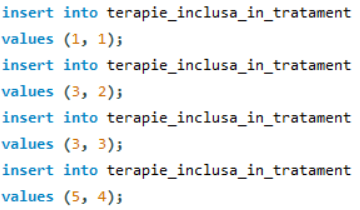 insert into terapie_inclusa_in_tratament
values (1, 1);
insert into terapie_inclusa_in_tratament
values (3, 2);
insert into terapie_inclusa_in_tratament
values (3, 3);
insert into terapie_inclusa_in_tratament
values (5, 4);